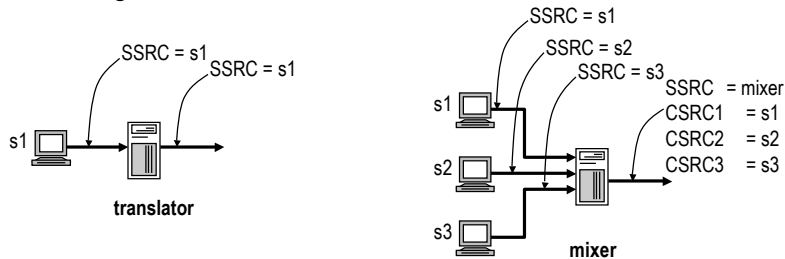 SSRC = s1
SSRC = s1
s1
translator
SSRC = s1
SSRC = s2
SSRC = s3
s1
s2
s3
SSRC = mixer
CSRC1 = s1
CSRC2 = s2
CSRC3 = s3
mixer